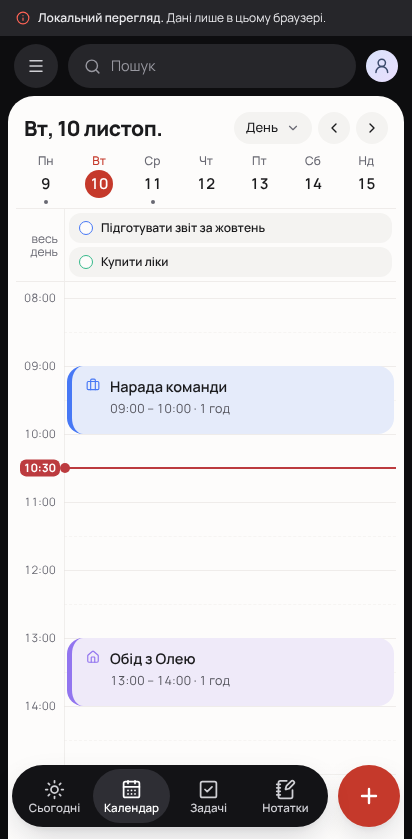 Локальний перегляд. Дані лише в цьому браузері.
Пошук
Вт, 10 листоп.
День
Пн Вт Ср Чт Пт Сб Нд
9 10 11 12 13 14 15
весь
день
Підготувати звіт за жовтень
Купити ліки
08:00
09:00
Нарада команди
09:00 – 10:00 · 1 год
10:00
10:30
11:00
12:00
13:00
Обід з Олею
13:00 – 14:00 · 1 год
14:00
Сьогодні Календар Задачі Нотатки